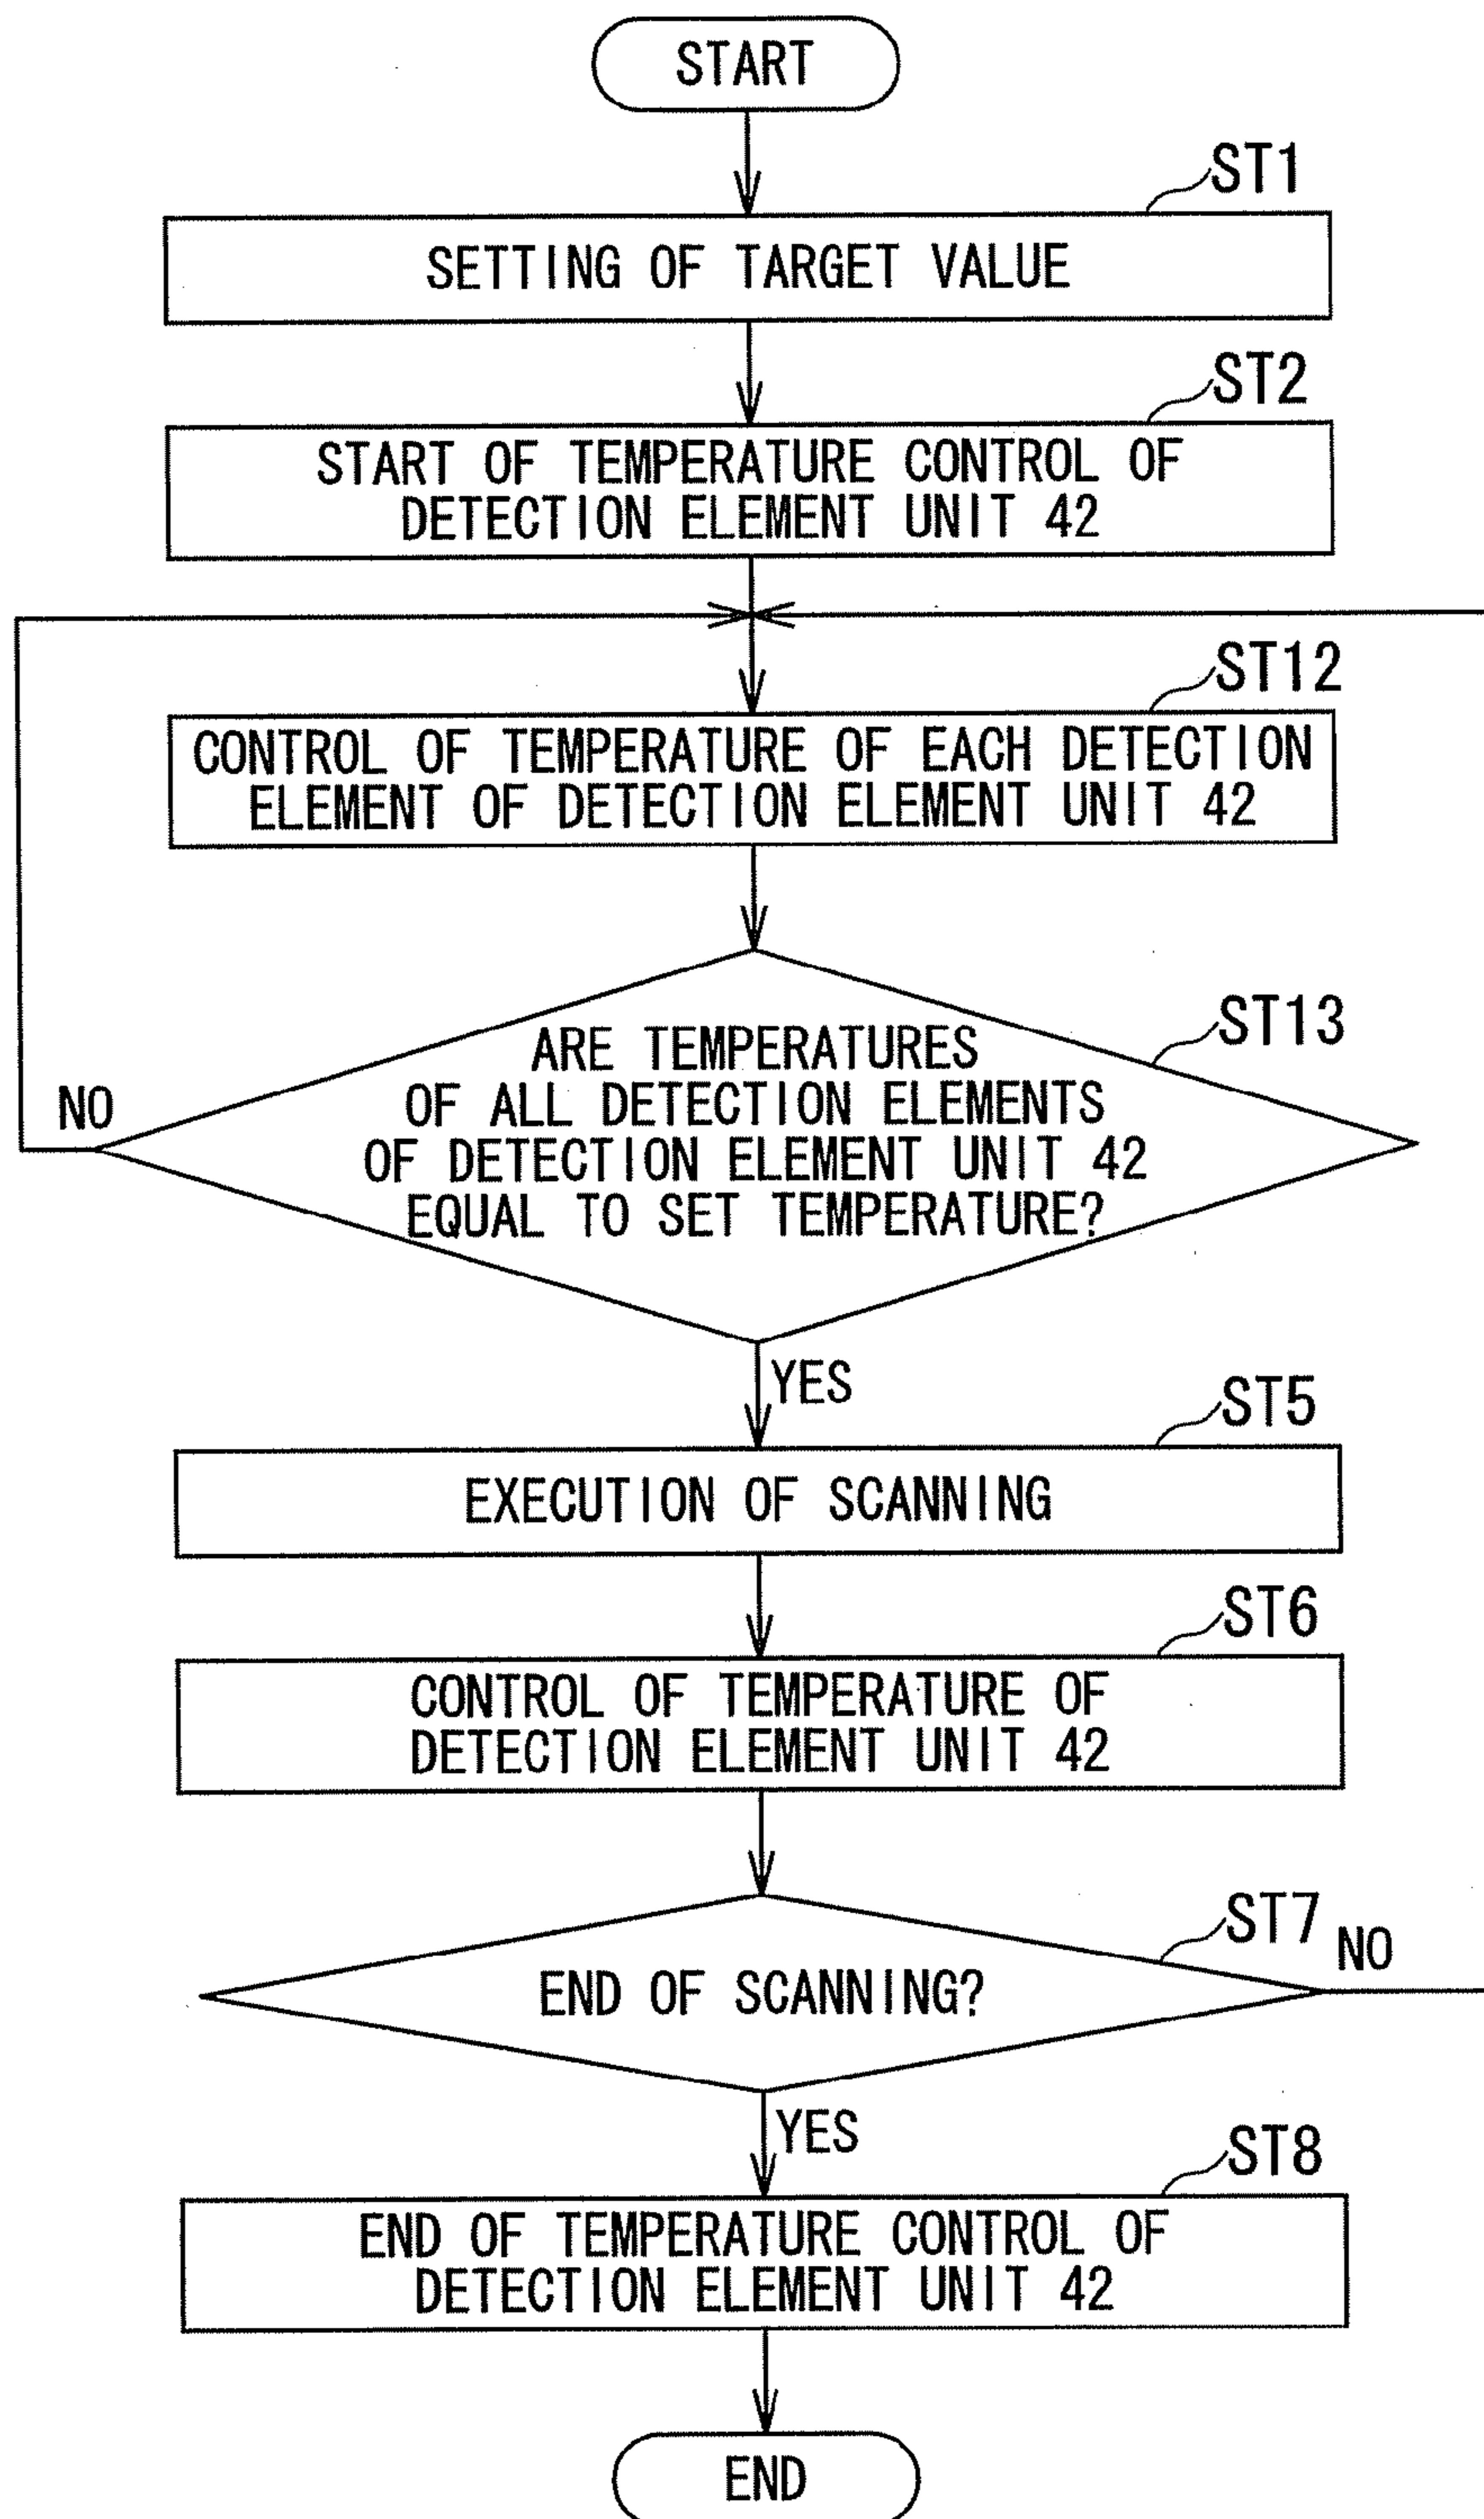 START
ST1
SETTING OF TARGET VALUE
ST2
START OF TEMPERATURE CONTROL OF
DETECTION ELEMENT UNIT 42
ST12
CONTROL OF TEMPERATURE OF EACH DETECTION
ELEMENT OF DETECTION ELEMENT UNIT 42
ST13
ARE TEMPERATURES
OF ALL DETECTION ELEMENTS
OF DETECTION ELEMENT UNIT 42
EQUAL TO SET TEMPERATURE?
NO
YES
ST5
EXECUTION OF SCANNING
ST6
CONTROL OF TEMPERATURE OF
DETECTION ELEMENT UNIT 42
ST7
NO
END OF SCANNING?
YES
ST8
END OF TEMPERATURE CONTROL OF
DETECTION ELEMENT UNIT 42
END